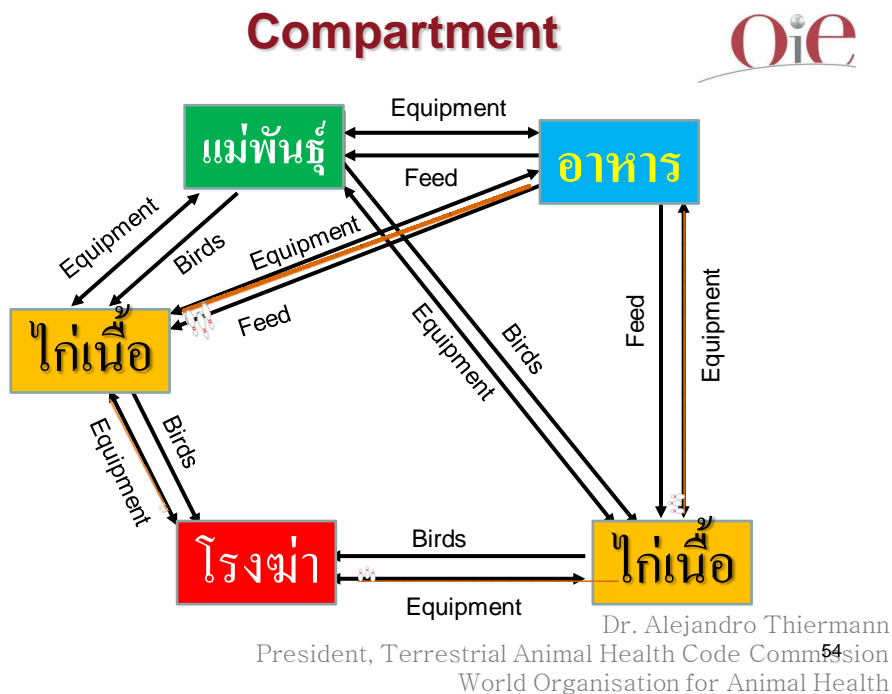 Compartment
OiE
Equipment
แม่พันธุ์
อาหาร
Feed
Equipment
Birds
Equipment
Feed
ไก่เนื้อ
Equipment
Birds
Feed
Equipment
Equipment
Birds
โรงฆ่า
Birds
ไก่เนื้อ
Equipment
Dr. Alejandro Thiermann
President, Terrestrial Animal Health Code Commission
54
World Organisation for Animal Health